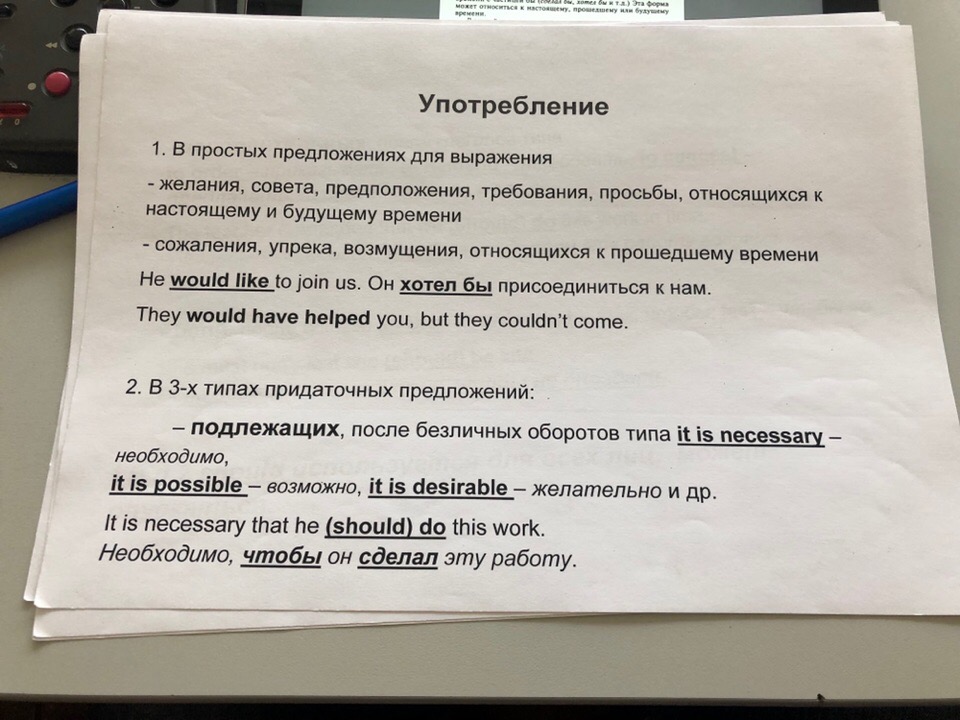 частицей бы (сделал бы, хотел бы и т.д.) Эта форма
может относиться к настоящему, прошедшему или будущему
времени.
Употребление
1. В простых предложениях для выражения
- желания, совета, предположения, требования, просьбы, относящихся к
настоящему и будущему времени
- сожаления, упрека, возмущения, относящихся к прошедшему времени
He would like to join us. Он хотел бы присоединиться к нам.
They would have helped you, but they couldn't come.
2. В 3-х типах придаточных предложений:
– подлежащих, после безличных оборотов типа it is necessary –
необходимо,
it is possible – возможно, it is desirable – желательно и др.
It is necessary that he (should) do this work.
Необходимо, чтобы он сделал эту работу.